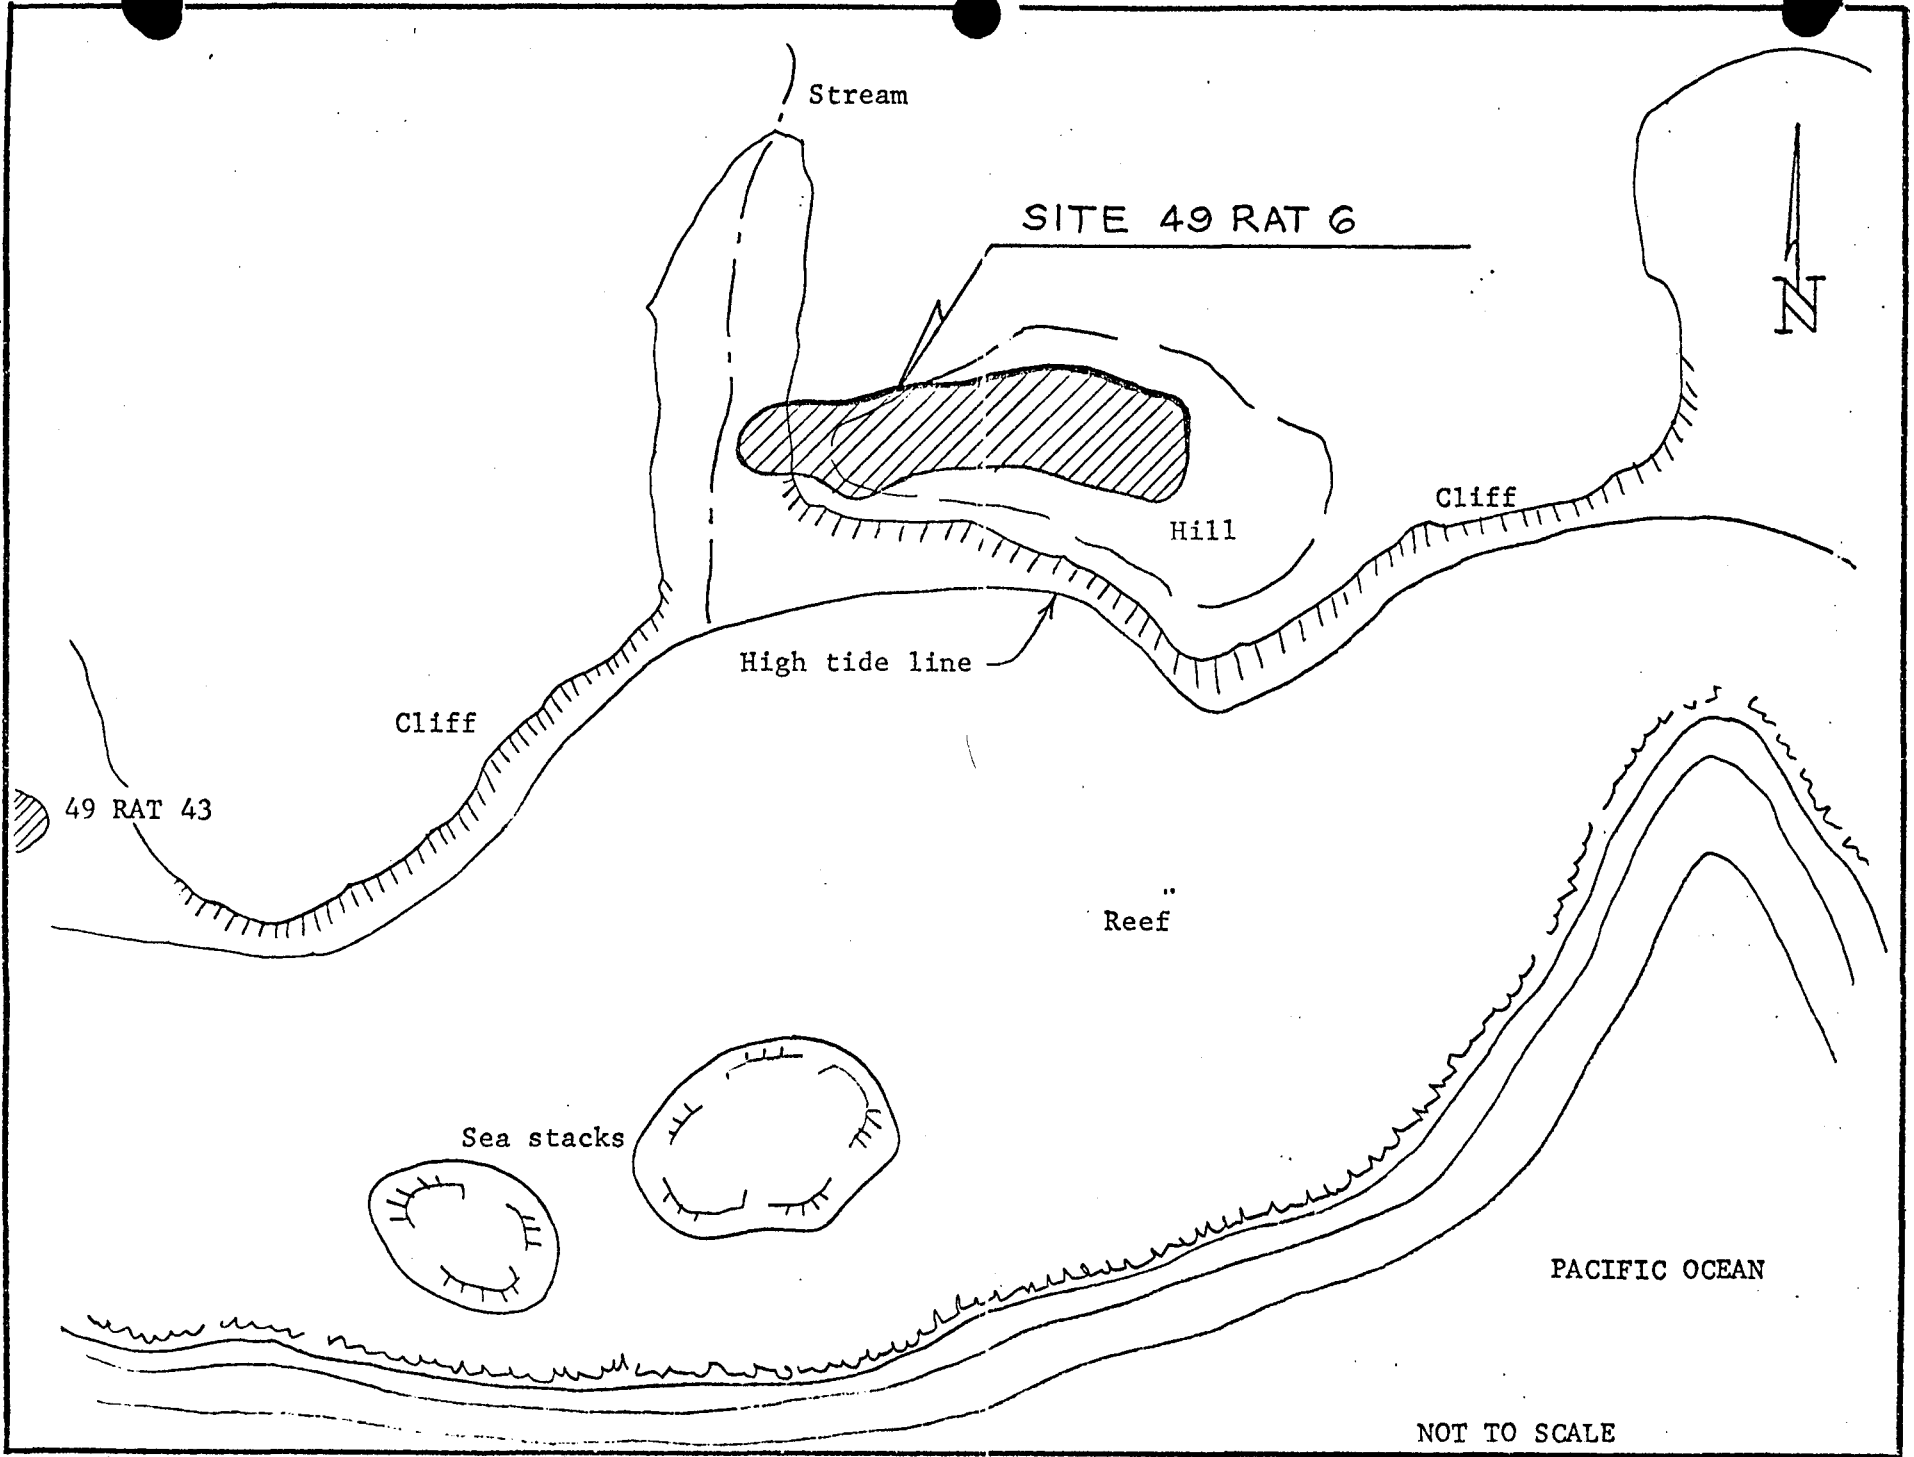 Stream
SITE 49 RAT 6
N
Cliff
Hill
High tide line
Cliff
49 RAT 43
Reef
Sea stacks
PACIFIC OCEAN
NOT TO SCALE